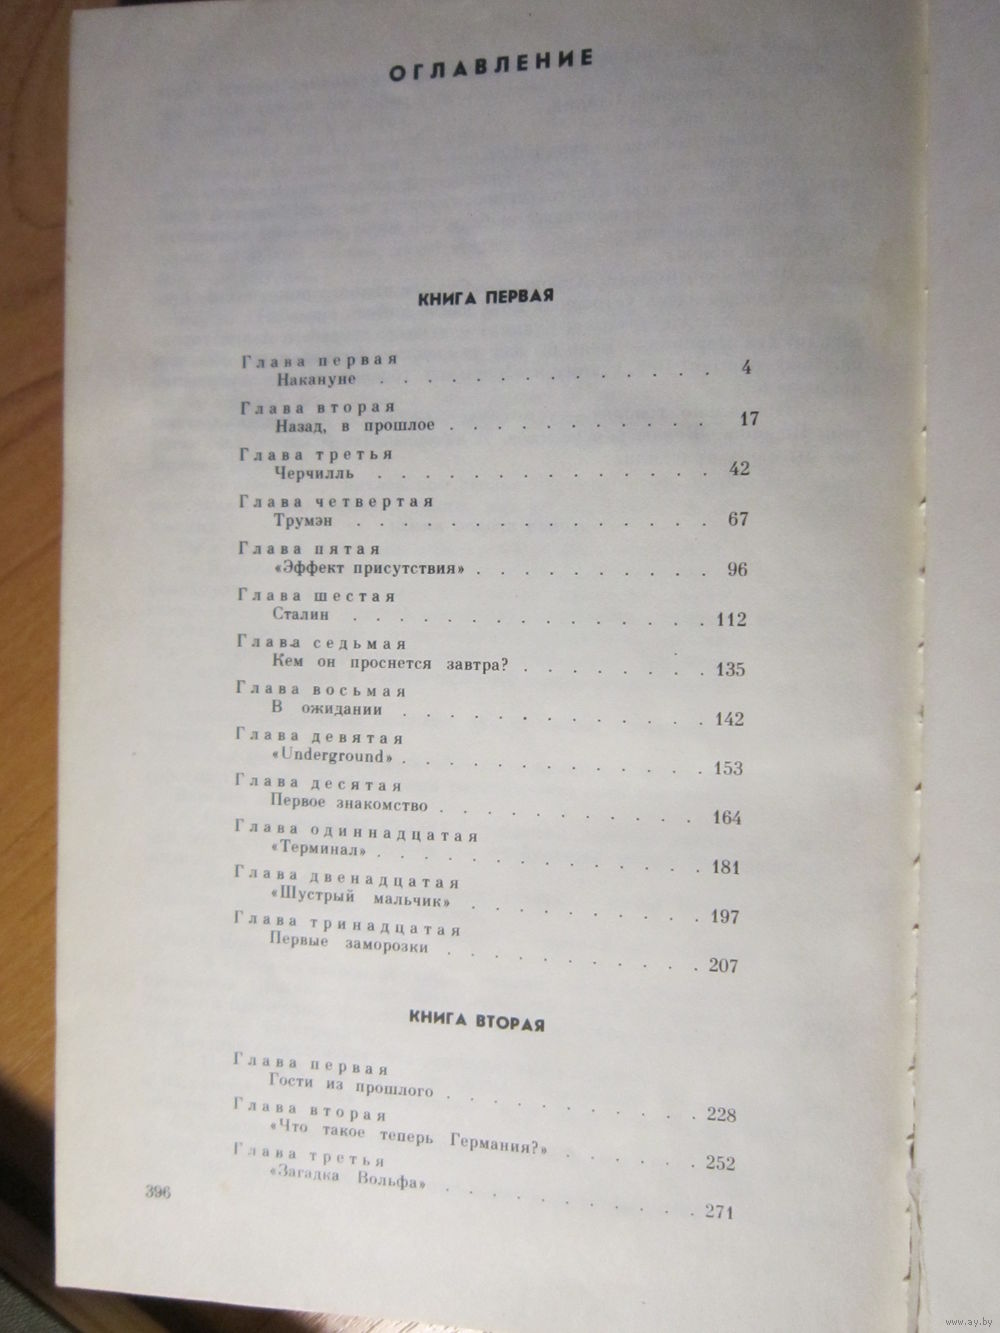 ОГЛАВЛЕНИЕ
КНИГА ПЕРВАЯ
Глава первая
Накануне . . . . . . . . . . . . . . 4
Глава вторая
Назад, в прошлое . . . . . . . . . . . 17
Глава третья
Черчилль . . . . . . . . . . . . . . 42
Глава четвертая
Трумэн . . . . . . . . . . . . . . . 67
Глава пятая
«Эффект присутствия» . . . . . . . . . . 96
Глава шестая
Сталин . . . . . . . . . . . . . . . 112
Глава седьмая
Кем он проснется завтра? . . . . . . . . 135
Глава восьмая
В ожидании . . . . . . . . . . . . . 142
Глава девятая
«Underground» . . . . . . . . . . . . . 153
Глава десятая
Первое знакомство . . . . . . . . . . . 164
Глава одиннадцатая
«Терминал» . . . . . . . . . . . . . . 181
Глава двенадцатая
«Шустрый мальчик» . . . . . . . . . . 197
Глава тринадцатая
Первые заморозки . . . . . . . . . . . 207
КНИГА ВТОРАЯ
Глава первая
Гости из прошлого . . . . . . . . . . . 228
Глава вторая
«Что такое теперь Германия?» . . . . . . 252
Глава третья
«Загадка Вольфа» . . . . . . . . . . . 271
396
www.ay.by